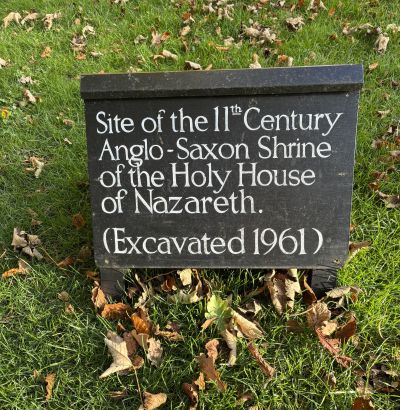 Site of the 11th Century
Anglo-Saxon Shrine
of the Holy House
of Nazareth.
(Excavated 1961)